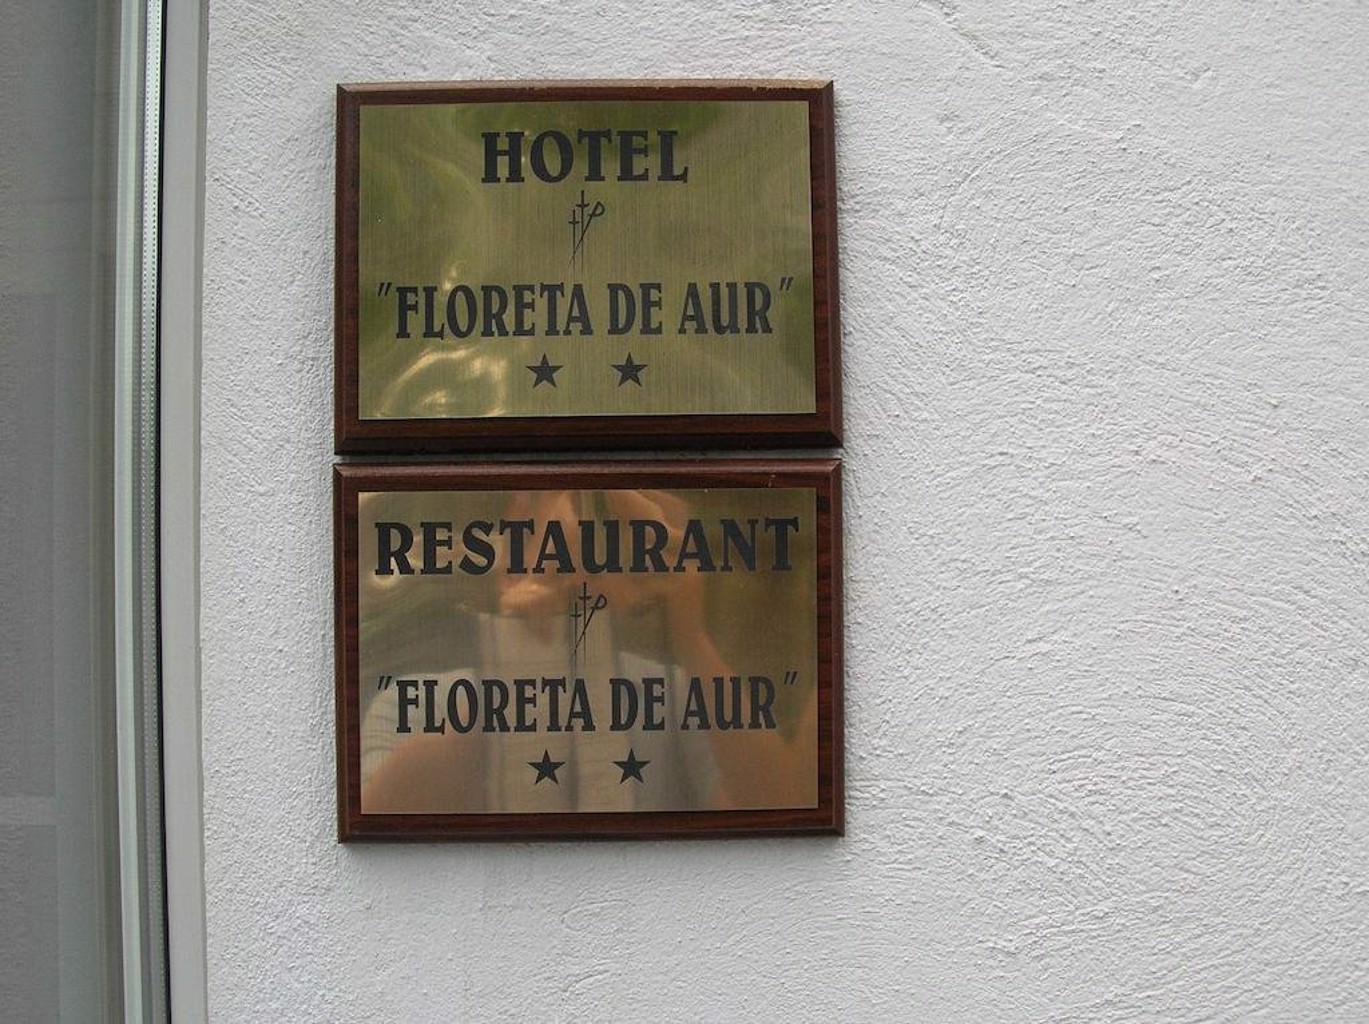 HOTEL
"FLORETA DE AUR"
★ ★
RESTAURANT
"FLORETA DE AUR"
★ ★